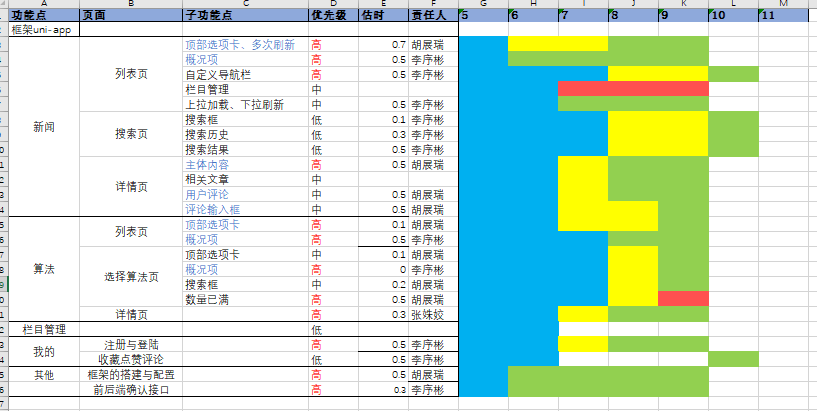 A B C D E F G H I J K L M
功能点 页面 子功能点 优先级 估时 责任人 5 6 7 8 9 10 11
框架uni-app
顶部选项卡、多次刷新 高 0.7 胡展瑞
概况项 高 0.5 李序彬
列表页 自定义导航栏 高 0.5 李序彬
栏目管理 中
上拉加载、下拉刷新 中 0.5 李序彬
搜索框 低 0.1 李序彬
新闻 搜索页 搜索历史 低 0.3 李序彬
搜索结果 低 0.5 李序彬
主体内容 高 0.5 胡展瑞
相关文章 中
详情页 用户评论 中 0.5 胡展瑞
评论输入框 中 0.5 胡展瑞
列表页 顶部选项卡 高 0.1 胡展瑞
概况项 高 0.5 李序彬
顶部选项卡 中 0.1 胡展瑞
算法 选择算法页 概况项 高 0 李序彬
搜索框 中 0.2 胡展瑞
数量已满 高 0.5 胡展瑞
详情页 高 0.3 张姝姣
栏目管理 低
我的 注册与登陆 高 0.5 李序彬
收藏点赞评论 低 0.5 李序彬
其他 框架的搭建与配置 高 0.5 胡展瑞
前后端确认接口 高 0.3 李序彬